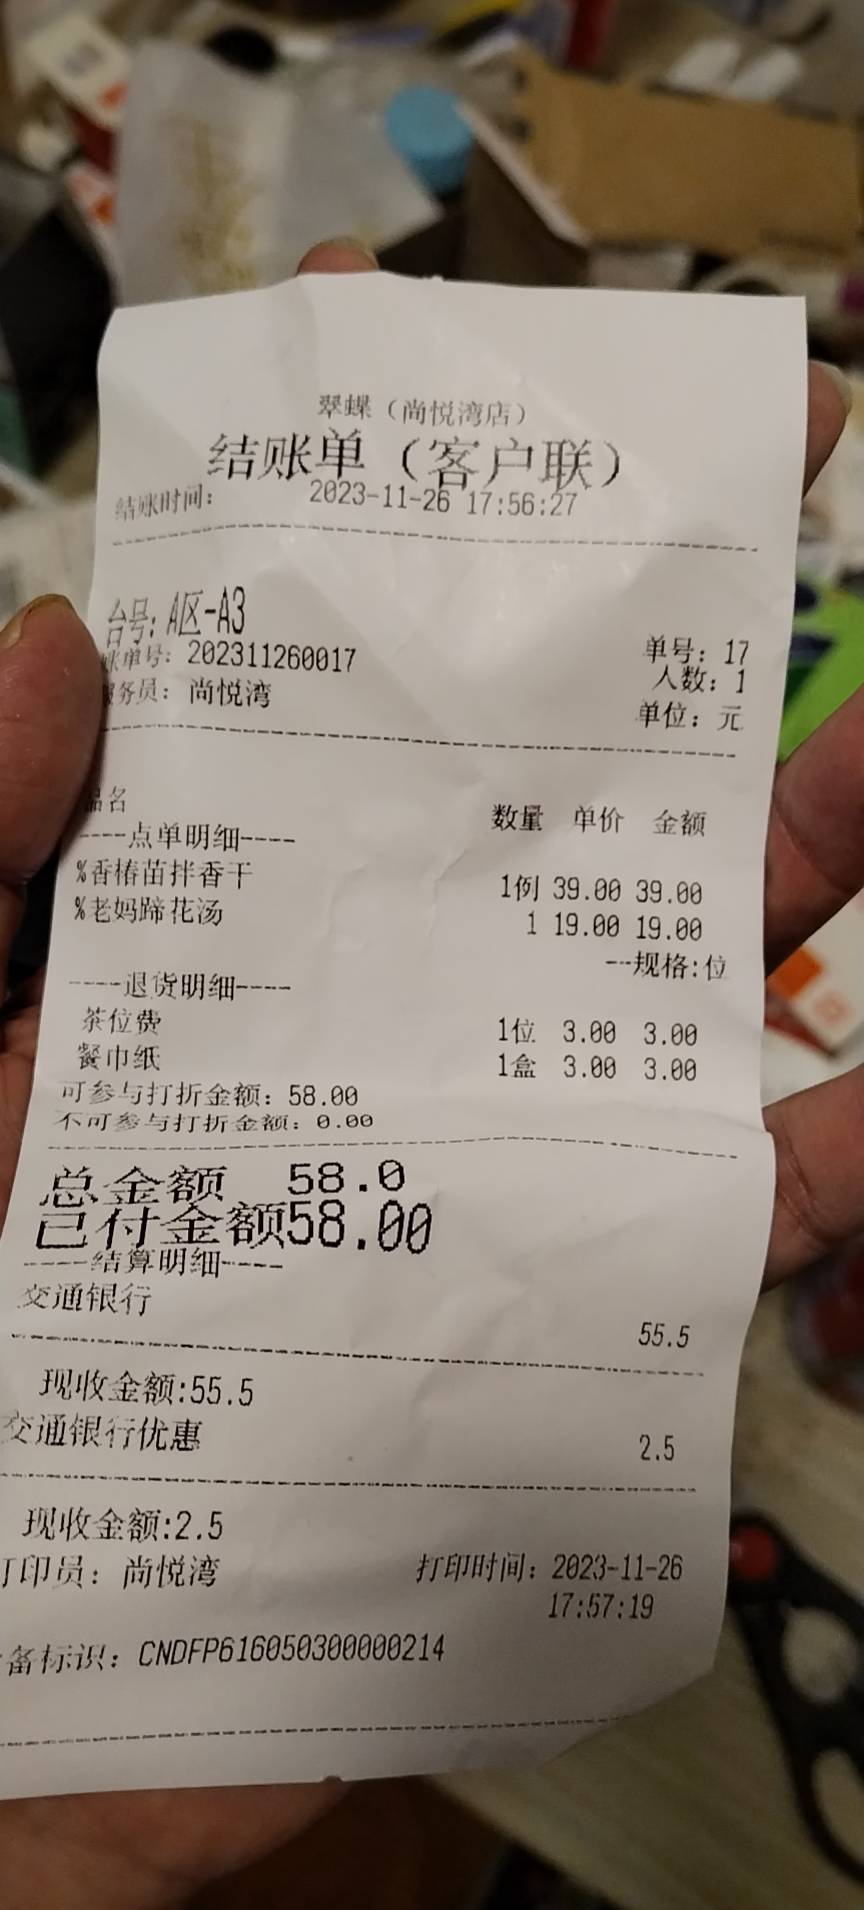 翠蝶（尚悦湾店）
结账单（客户联）
结账时间： 2023-11-26 17:56:27
台号: A区-A3
账单号： 202311260017 单号： 17
服务员： 尚悦湾 人数： 1
单位： 元
品名 数量 单价 金额
----点单明细----
%香椿苗拌香干 1例 39.00 39.00
%老妈蹄花汤 1 19.00 19.00
--规格:位
----退货明细----
茶位费 1位 3.00 3.00
餐巾纸 1盒 3.00 3.00
可参与打折金额： 58.00
不可参与打折金额： 0.00
总金额 58.0
已付金额58.00
----结算明细----
交通银行 55.5
现收金额:55.5
交通银行优惠 2.5
现收金额:2.5
打印员： 尚悦湾 打印时间： 2023-11-26
17:57:19
备标识： CNDFP616050300000214